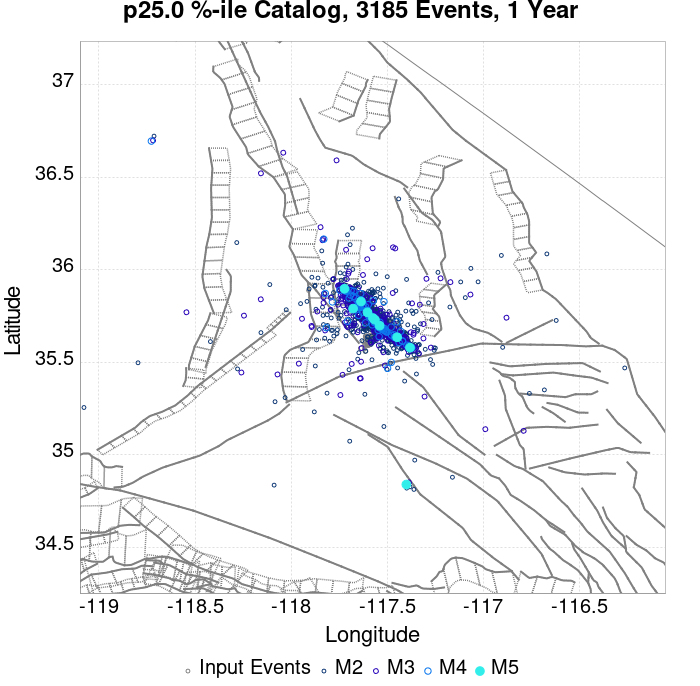 p25.0 %-ile Catalog, 3185 Events, 1 Year
37
36.5
36
35.5
35
34.5
Latitude
-119 -118.5 -118 -117.5 -117 -116.5
Longitude
Input Events M2 M3 M4 M5